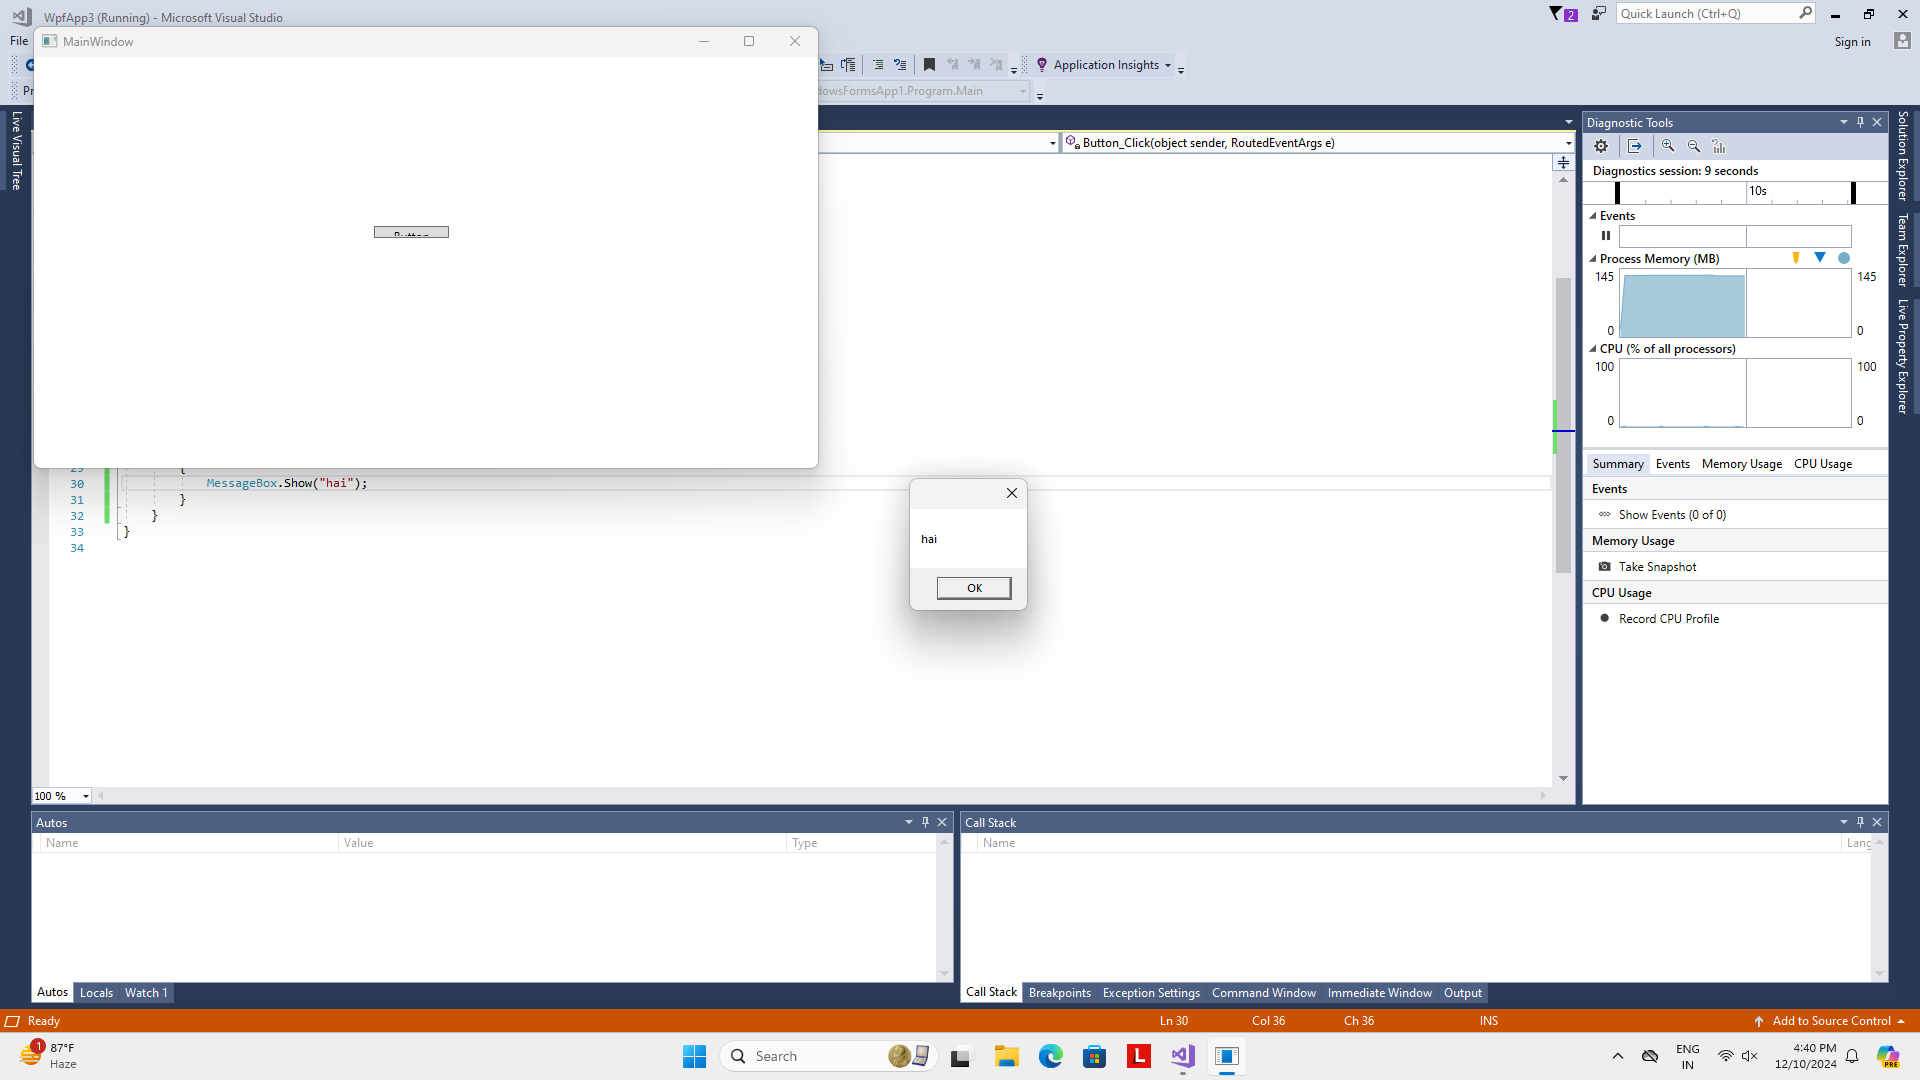 WpfApp3 (Running) - Microsoft Visual Studio
2
Quick Launch (Ctrl+Q)
File
MainWindow
Sign in
Application Insights
Pr
dowsFormsApp1.Program.Main
Live Visual Tree
Button_Click(object sender, RoutedEventArgs e)
Diagnostic Tools
Diagnostics session: 9 seconds
10s
Events
Process Memory (MB)
145
145
0
0
CPU (% of all processors)
100
100
0
0
Summary
Events
Memory Usage
CPU Usage
Events
Show Events (0 of 0)
Memory Usage
Take Snapshot
CPU Usage
Record CPU Profile
Solution Explorer
Team Explorer
Live Property Explorer
Button
29 {
30 MessageBox.Show("hai");
31 }
32 }
33 }
34
hai
OK
100 %
Autos
Name
Value
Type
Autos
Locals
Watch 1
Call Stack
Name
Lang
Call Stack
Breakpoints
Exception Settings
Command Window
Immediate Window
Output
Ready
Ln 30
Col 36
Ch 36
INS
Add to Source Control
1
87°F
Haze
Search
L
PRE
ENG
IN
4:40 PM
12/10/2024